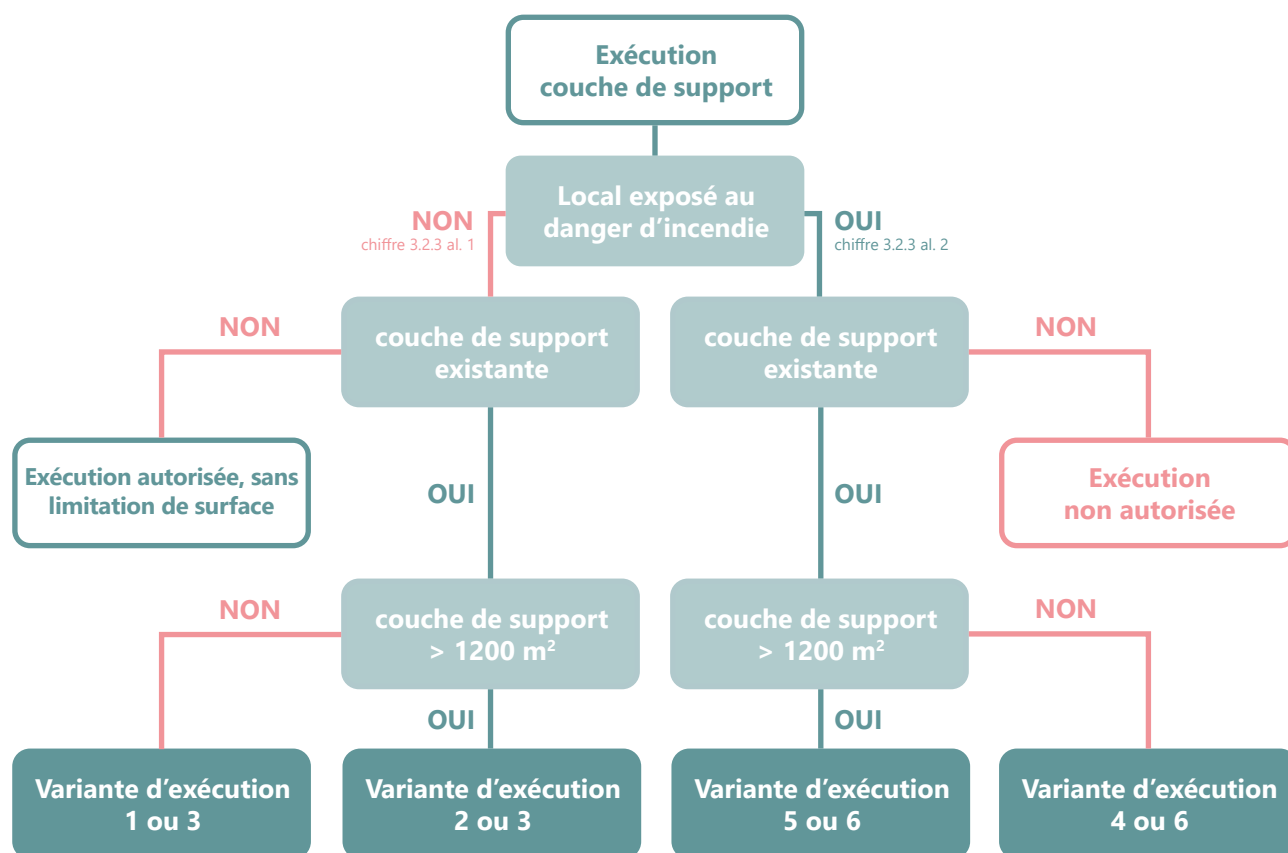 Exécution
couche de support
Local exposé au
danger d’incendie
NON
chiffre 3.2.3 al. 1
OUI
chiffre 3.2.3 al. 2
NON
couche de support
existante
couche de support
existante
NON
Exécution autorisée, sans
limitation de surface
OUI
OUI
Exécution
non autorisée
NON
couche de support
> 1200 m²
couche de support
> 1200 m²
NON
OUI
OUI
Variante d’exécution
1 ou 3
Variante d’exécution
2 ou 3
Variante d’exécution
5 ou 6
Variante d’exécution
4 ou 6